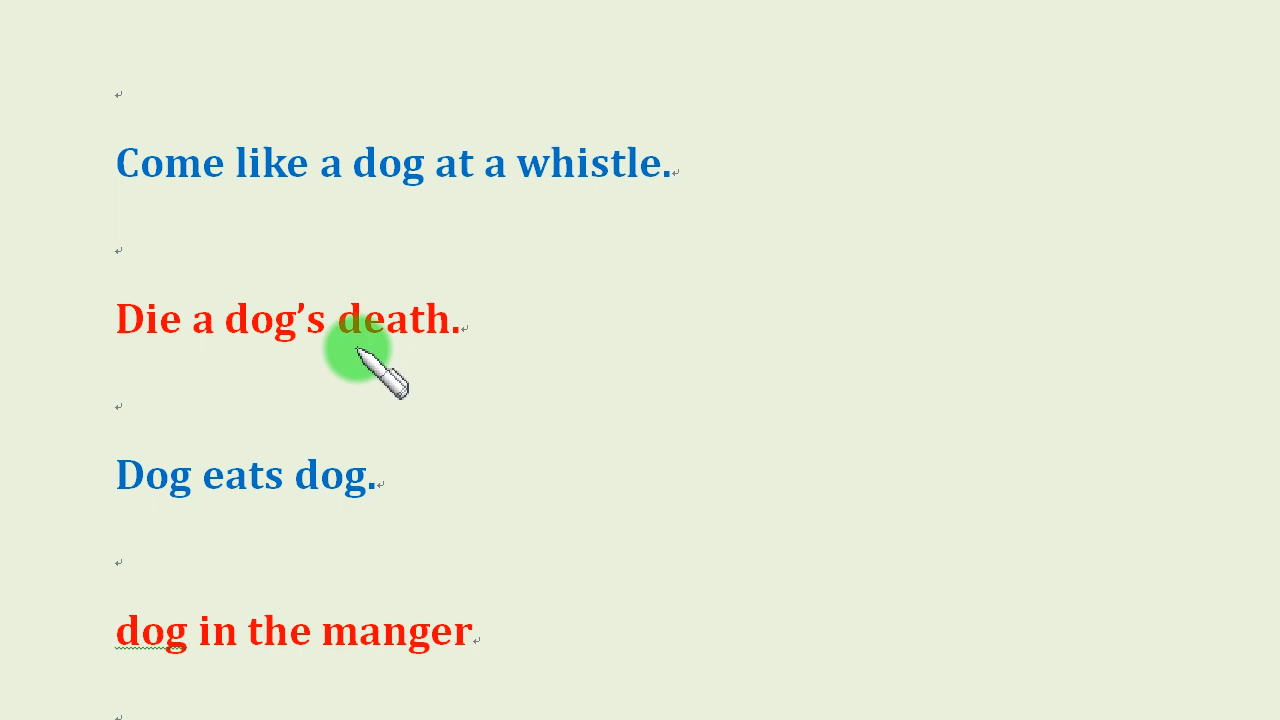 Come like a dog at a whistle.
Die a dog’s death.
Dog eats dog.
dog in the manger